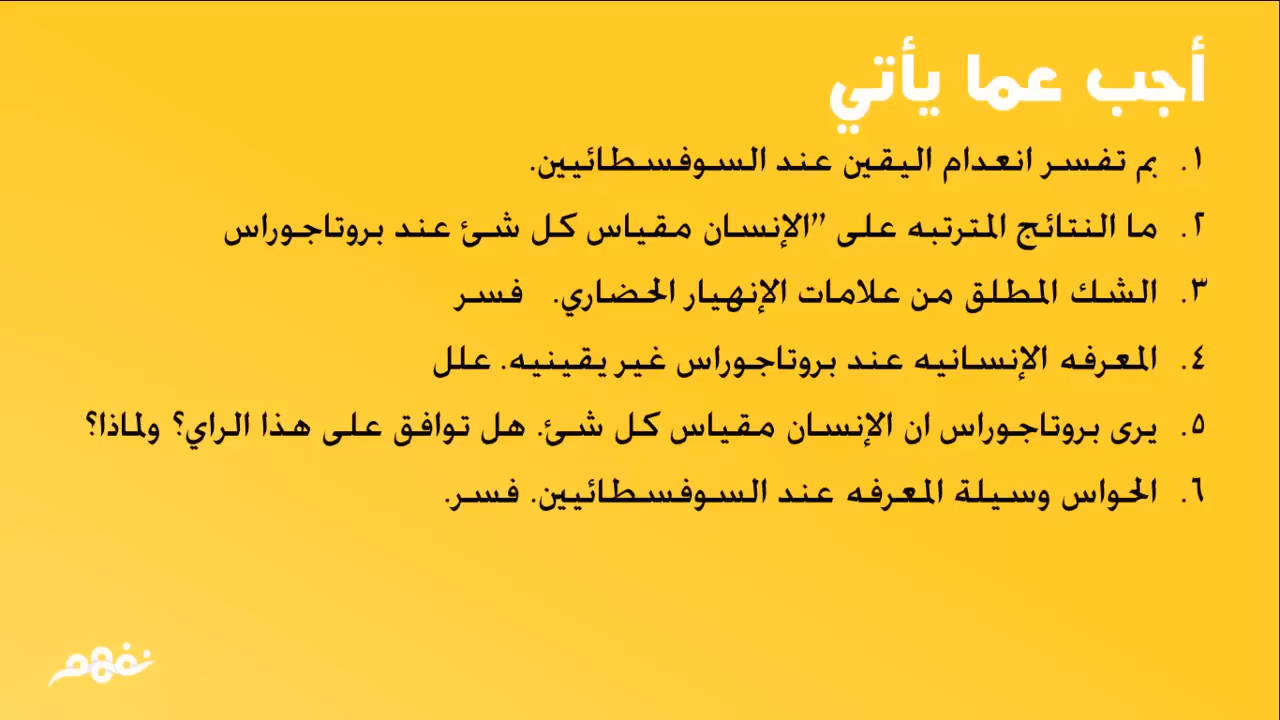 أجب عما يأتي
١. بم تفسر انعدام اليقين عند السوفسطائيين.
٢. ما النتائج المترتبه على "الإنسان مقياس كل شئ عند بروتاجوراس
٣. الشك المطلق من علامات الإنهيار الحضاري. فسر
٤. المعرفه الإنسانيه عند بروتاجوراس غير يقينيه. علل
٥. يرى بروتاجوراس ان الإنسان مقياس كل شئ. هل توافق على هذا الراي؟ ولماذا؟
٦. الحواس وسيلة المعرفه عند السوفسطائيين. فسر.
نفهم